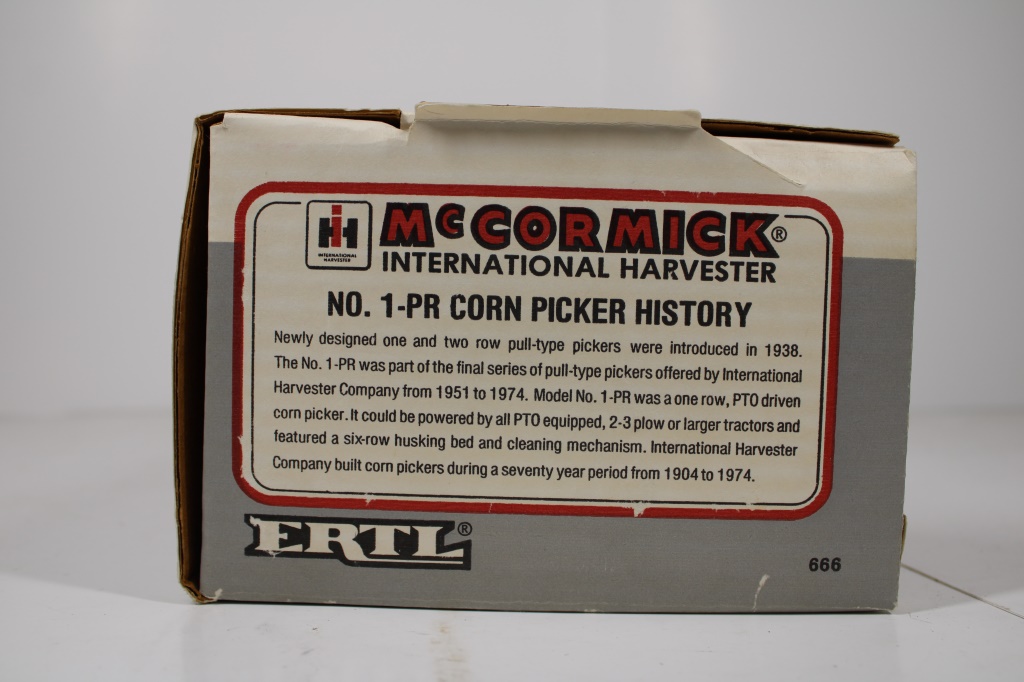 IH
INTERNATIONAL
HARVESTER
McCORMICK®
INTERNATIONAL HARVESTER
NO. 1-PR CORN PICKER HISTORY
Newly designed one and two row pull-type pickers were introduced in 1938.
The No. 1-PR was part of the final series of pull-type pickers offered by International
Harvester Company from 1951 to 1974. Model No. 1-PR was a one row, PTO driven
corn picker. It could be powered by all PTO equipped, 2-3 plow or larger tractors and
featured a six-row husking bed and cleaning mechanism. International Harvester
Company built corn pickers during a seventy year period from 1904 to 1974.
ERTL®
666